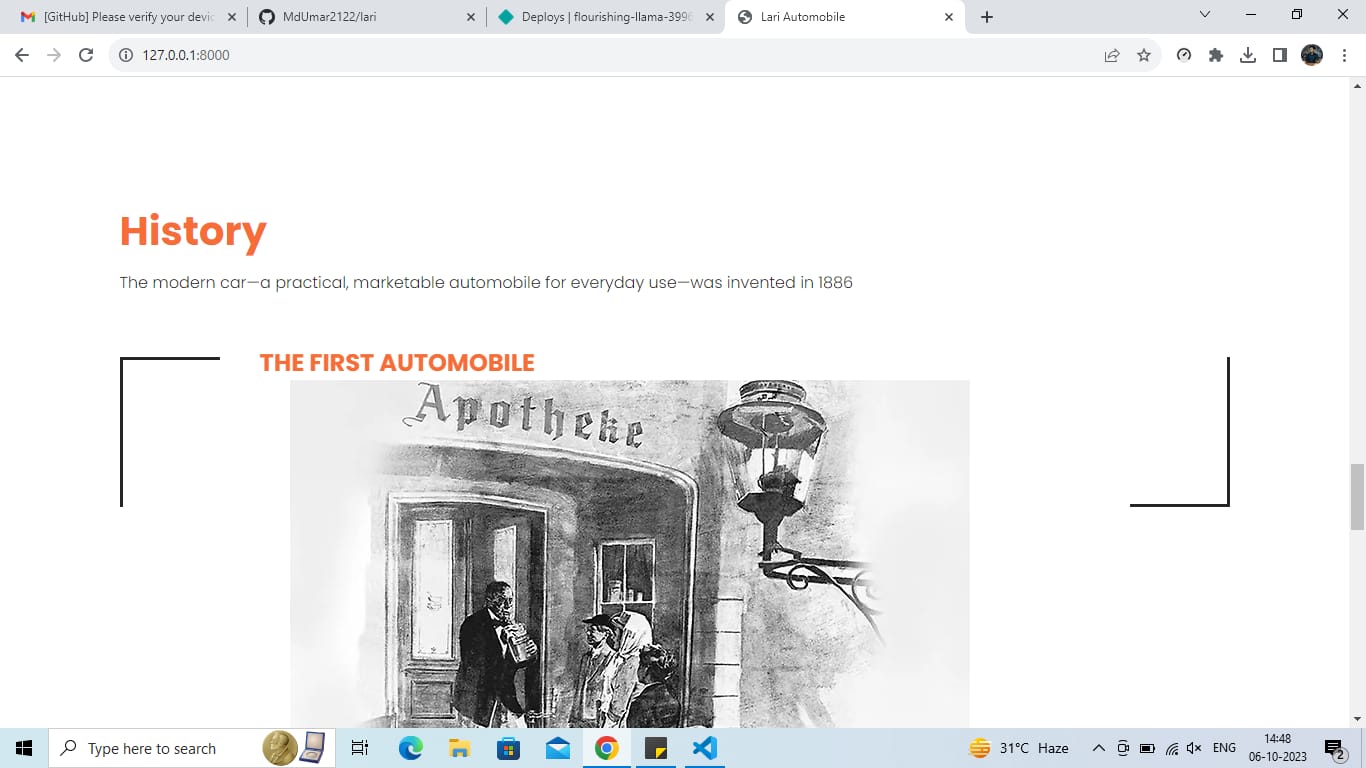 [GitHub] Please verify your devic
MdUmar2122/lari
Deploys | flourishing-llama-3996
Lari Automobile
127.0.0.1:8000
History
The modern car—a practical, marketable automobile for everyday use—was invented in 1886
THE FIRST AUTOMOBILE
Apotheke
Type here to search
31°C Haze
ENG
14:48
06-10-2023
2